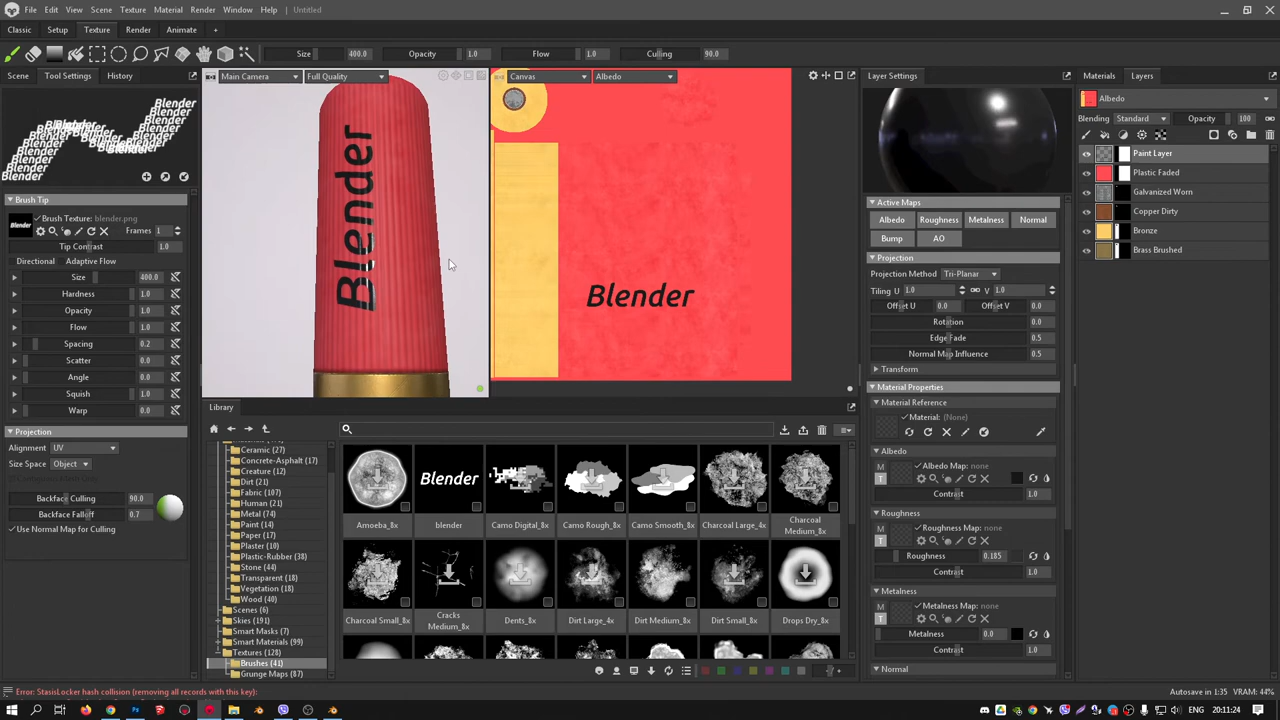 File Edit View Scene Texture Material Render Window Help Untitled
Classic Setup Texture Render Animate +
Size 400.0 Opacity 1.0 Flow 1.0 Culling 90.0
Scene Tool Settings History
Main Camera Full Quality
Canvas Albedo
Layer Settings
Materials Layers
Albedo
Blending Standard Opacity 100
Paint Layer
Plastic Faded
Galvanized Worn
Copper Dirty
Bronze
Brass Brushed
Blender
Brush Tip
Brush Texture: blender.png
Frames 1
Tip Contrast 1.0
Directional Adaptive Flow
Size 400.0
Hardness 1.0
Opacity 1.0
Flow 1.0
Spacing 0.2
Scatter 0.0
Angle 0.0
Squish 1.0
Warp 0.0
Projection
Alignment UV
Size Space Object
Backface Culling 90.0
Backface Falloff 0.7
Use Normal Map for Culling
Blender
Blender
Library
Ceramic (27)
Concrete-Asphalt (17)
Creature (12)
Dirt (21)
Fabric (107)
Human (21)
Metal (74)
Paint (14)
Paper (17)
Plaster (10)
Plastic-Rubber (38)
Stone (44)
Transparent (18)
Vegetation (18)
Wood (40)
Scenes (6)
Skies (191)
Smart Masks (7)
Smart Materials (99)
Textures (128)
Brushes (41)
Grunge Maps (87)
Blender
Amoeba_8x blender Camo Digital_8x Camo Rough_8x Camo Smooth_8x Charcoal Large_4x Charcoal Medium_8x
Charcoal Small_8x Cracks Medium_8x Dents_8x Dirt Large_4x Dirt Medium_8x Dirt Small_8x Drops Dry_8x
Active Maps
Albedo Roughness Metalness Normal
Bump AO
Projection
Projection Method Tri-Planar
Tiling U 1.0 V 1.0
Offset U 0.0 Offset V 0.0
Rotation 0.0
Edge Fade 0.5
Normal Map Influence 0.5
Transform
Material Properties
Material Reference
Material: (None)
Albedo
M Albedo Map: none
T
Contrast 1.0
Roughness
M Roughness Map: none
T
Roughness 0.185
Contrast 1.0
Metalness
M Metalness Map: none
T
Metalness 0.0
Contrast 1.0
Normal
Error: StasisLocker hash collision (removing all records with this key):
Autosave in 1:35 VRAM: 44%
ENG 20:11:24